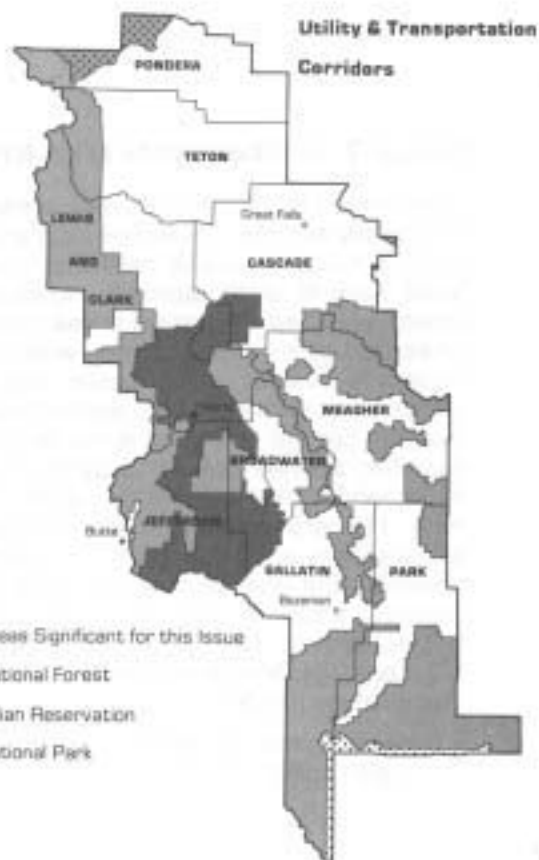 Utility & Transportation
Corridors
PONDERA
TETON
LEWIS
AND
CLARK
Great Falls
CASCADE
MEAGHER
BROADWATER
JEFFERSON
Butte
GALLATIN
PARK
Bozeman
eas Significant for this Issue
tional Forest
ian Reservation
tional Park